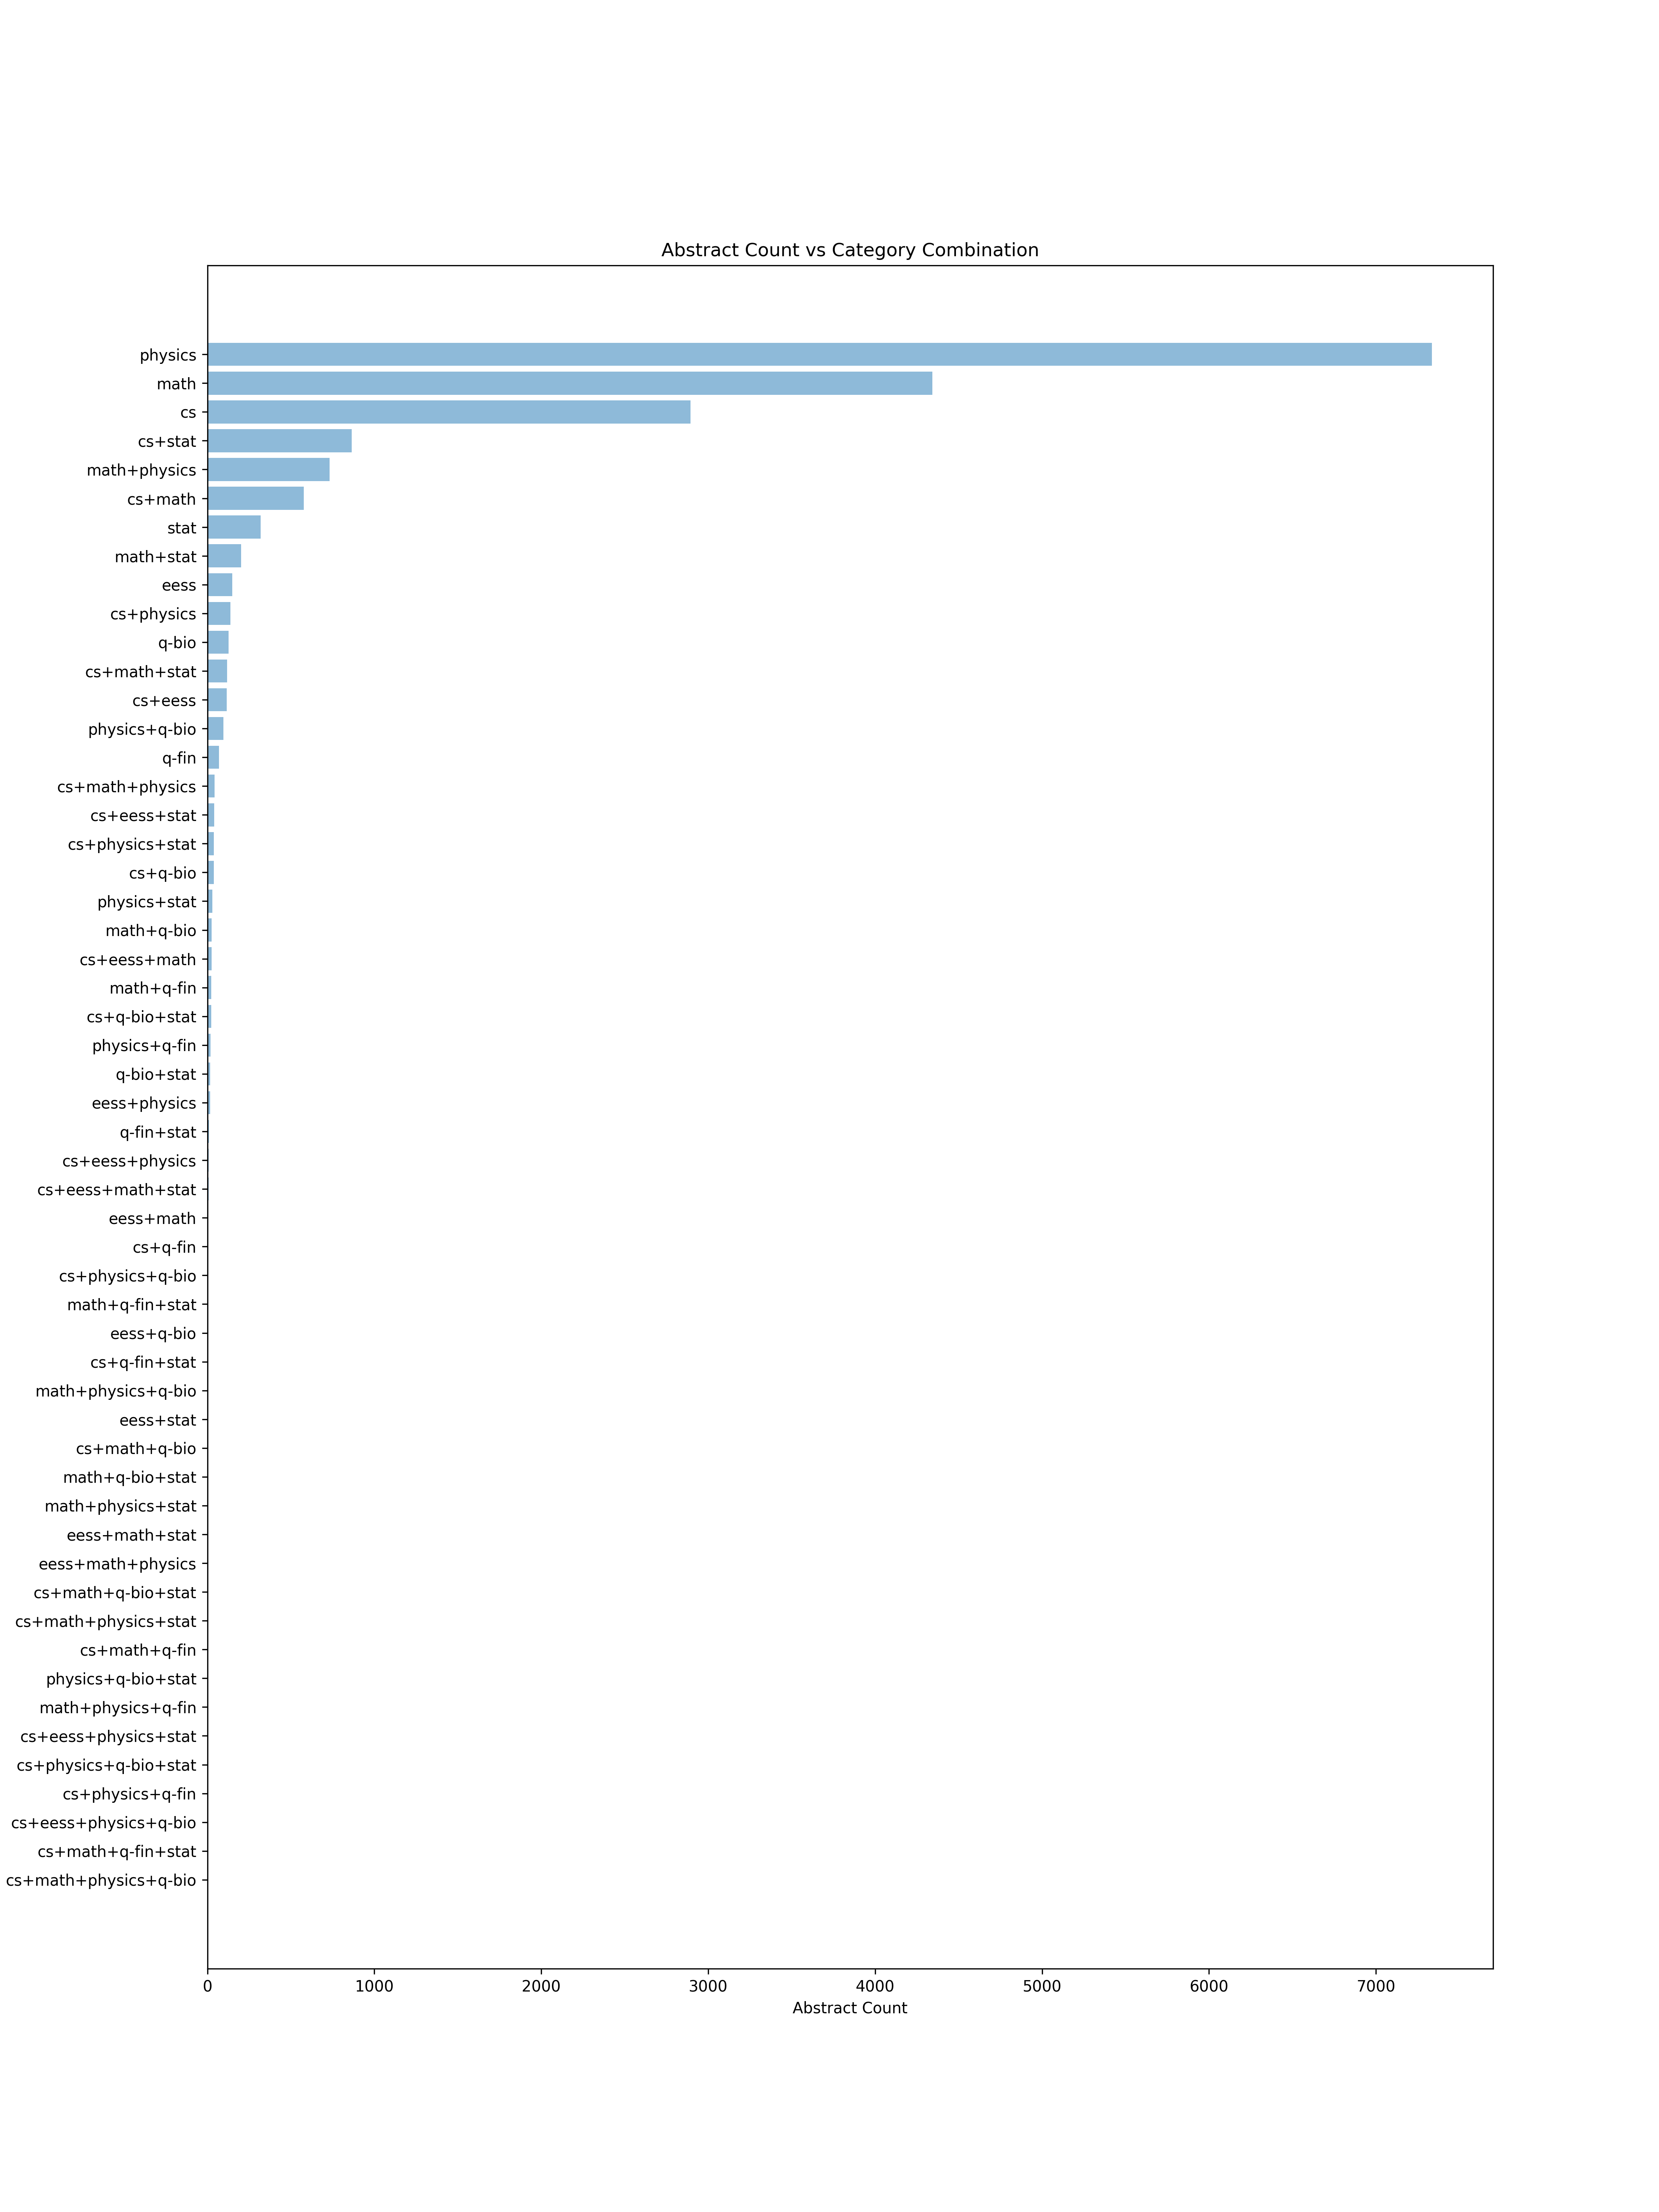 Abstract Count vs Category Combination
physics
math
cs
cs+stat
math+physics
cs+math
stat
math+stat
eess
cs+physics
q-bio
cs+math+stat
cs+eess
physics+q-bio
q-fin
cs+math+physics
cs+eess+stat
cs+physics+stat
cs+q-bio
physics+stat
math+q-bio
cs+eess+math
math+q-fin
cs+q-bio+stat
physics+q-fin
q-bio+stat
eess+physics
q-fin+stat
cs+eess+physics
cs+eess+math+stat
eess+math
cs+q-fin
cs+physics+q-bio
math+q-fin+stat
eess+q-bio
cs+q-fin+stat
math+physics+q-bio
eess+stat
cs+math+q-bio
math+q-bio+stat
math+physics+stat
eess+math+stat
eess+math+physics
cs+math+q-bio+stat
cs+math+physics+stat
cs+math+q-fin
physics+q-bio+stat
math+physics+q-fin
cs+eess+physics+stat
cs+physics+q-bio+stat
cs+physics+q-fin
cs+eess+physics+q-bio
cs+math+q-fin+stat
cs+math+physics+q-bio
0 1000 2000 3000 4000 5000 6000 7000
Abstract Count